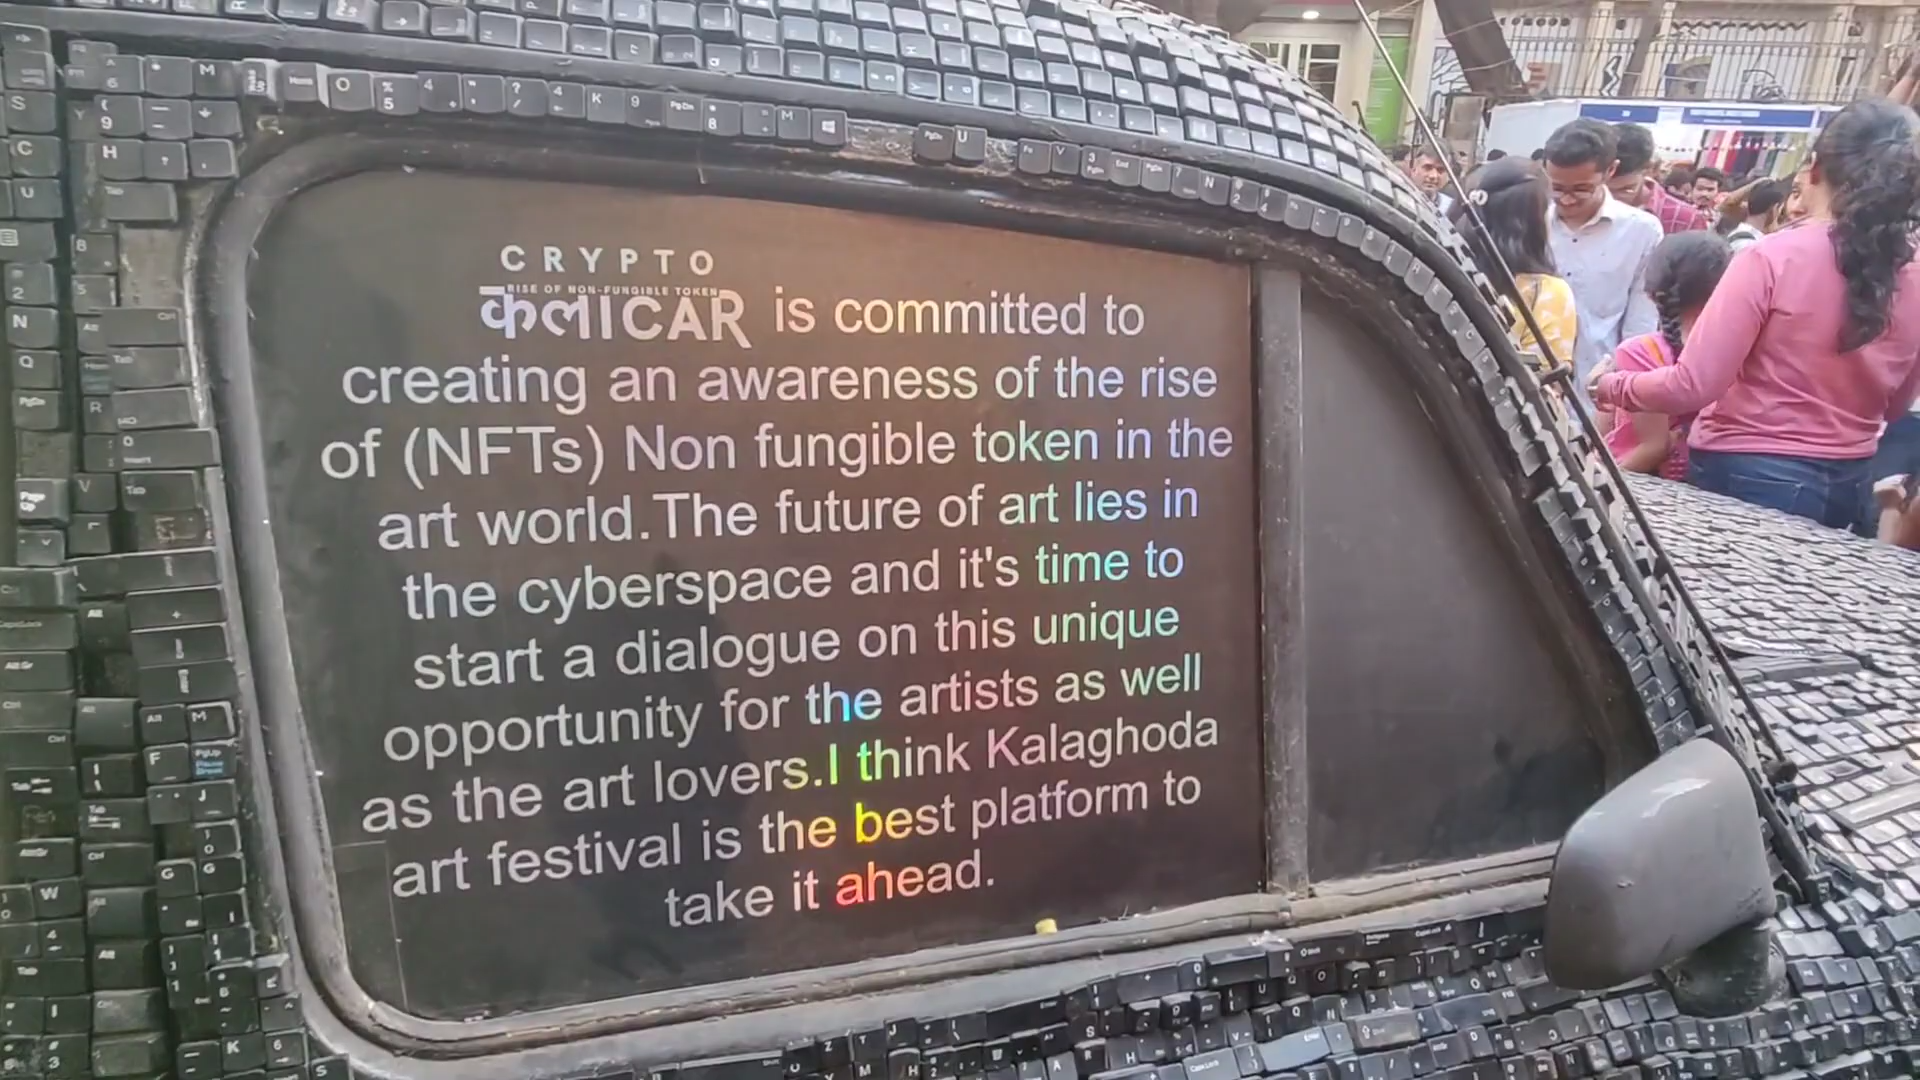 CRYPTO
RISE OF NON-FUNGIBLE TOKEN
कलाCAR is committed to
creating an awareness of the rise
of (NFTs) Non fungible token in the
art world.The future of art lies in
the cyberspace and it's time to
start a dialogue on this unique
opportunity for the artists as well
as the art lovers.I think Kalaghoda
art festival is the best platform to
take it ahead.